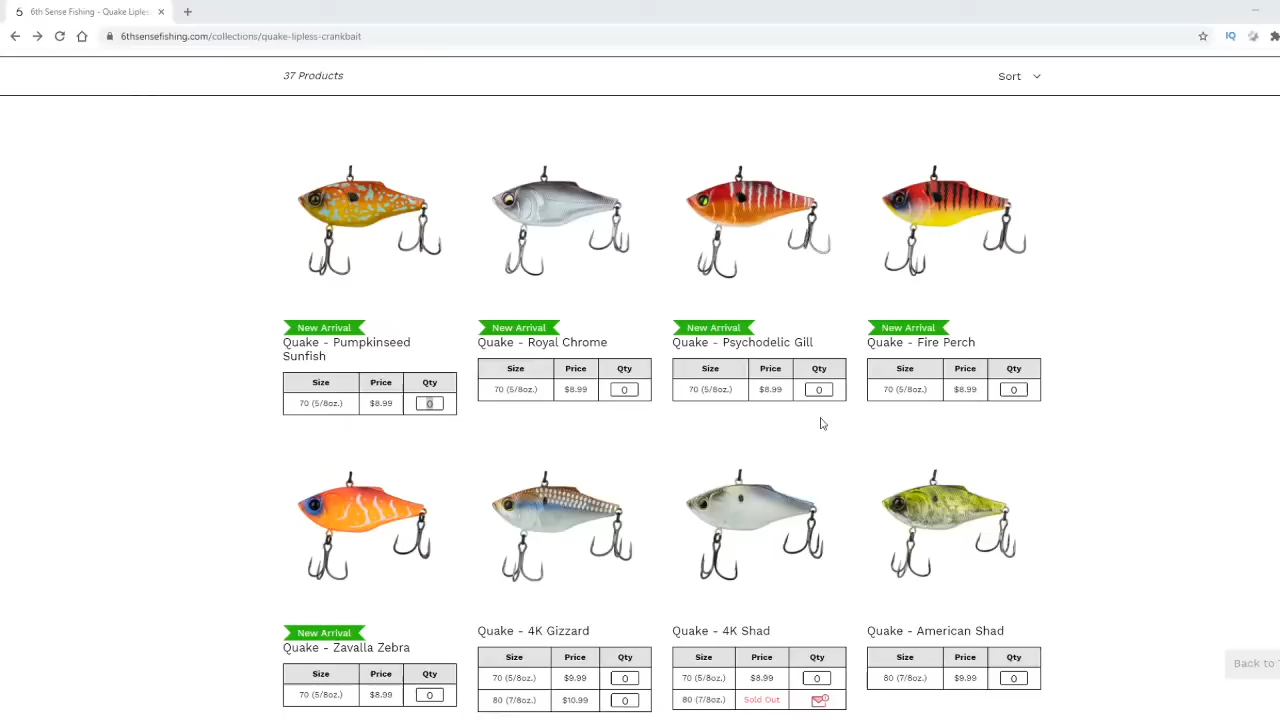 6th Sense Fishing - Quake Liples
6thsensefishing.com/collections/quake-lipless-crankbait
IQ
37 Products
Sort
New Arrival
Quake - Pumpkinseed
Sunfish
Size Price Qty
70 (5/8oz.) $8.99 0
New Arrival
Quake - Royal Chrome
Size Price Qty
70 (5/8oz.) $8.99 0
New Arrival
Quake - Psychodelic Gill
Size Price Qty
70 (5/8oz.) $8.99 0
New Arrival
Quake - Fire Perch
Size Price Qty
70 (5/8oz.) $8.99 0
New Arrival
Quake - Zavalla Zebra
Size Price Qty
70 (5/8oz.) $8.99 0
Quake - 4K Gizzard
Size Price Qty
70 (5/8oz.) $9.99 0
80 (7/8oz.) $10.99 0
Quake - 4K Shad
Size Price Qty
70 (5/8oz.) $8.99 0
80 (7/8oz.) Sold Out
Quake - American Shad
Size Price Qty
80 (7/8oz.) $9.99 0
Back to